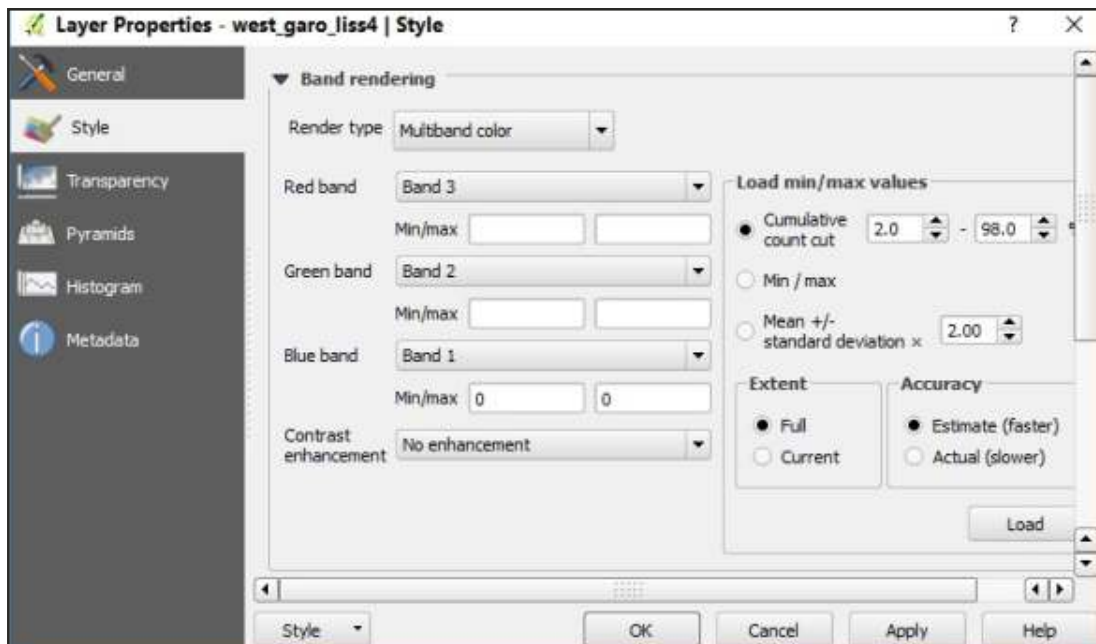 Layer Properties - west_garo_liss4 | Style
?
General
Style
Transparency
Pyramids
Histogram
Metadata
Band rendering
Render type Multiband color
Red band Band 3
Min/max
Green band Band 2
Min/max
Blue band Band 1
Min/max 0 0
Contrast
enhancement No enhancement
Load min/max values
Cumulative
count cut 2.0 - 98.0
Min / max
Mean +/-
standard deviation × 2.00
Extent
Full
Current
Accuracy
Estimate (faster)
Actual (slower)
Load
Style OK Cancel Apply Help